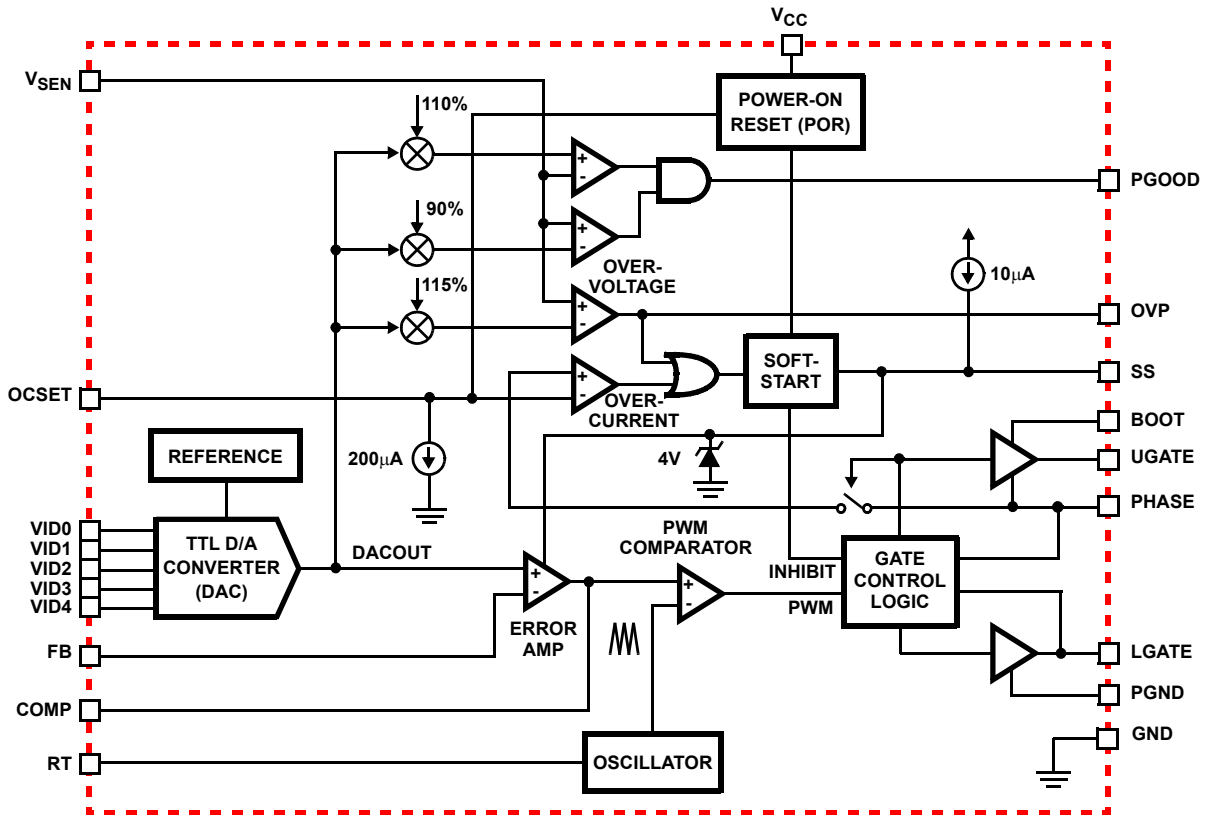 VCC
VSEN
110%
POWER-ON
RESET (POR)
+
-
PGOOD
90%
+
-
OVER-
VOLTAGE
10μA
115%
+
-
OVP
SOFT-
START
SS
OCSET
+
-
OVER-
CURRENT
BOOT
REFERENCE
200μA
4V
UGATE
PHASE
VID0
VID1
VID2
VID3
VID4
TTL D/A
CONVERTER
(DAC)
DACOUT
+
-
ERROR
AMP
PWM
COMPARATOR
+
-
INHIBIT
PWM
GATE
CONTROL
LOGIC
FB
LGATE
PGND
COMP
GND
RT
OSCILLATOR